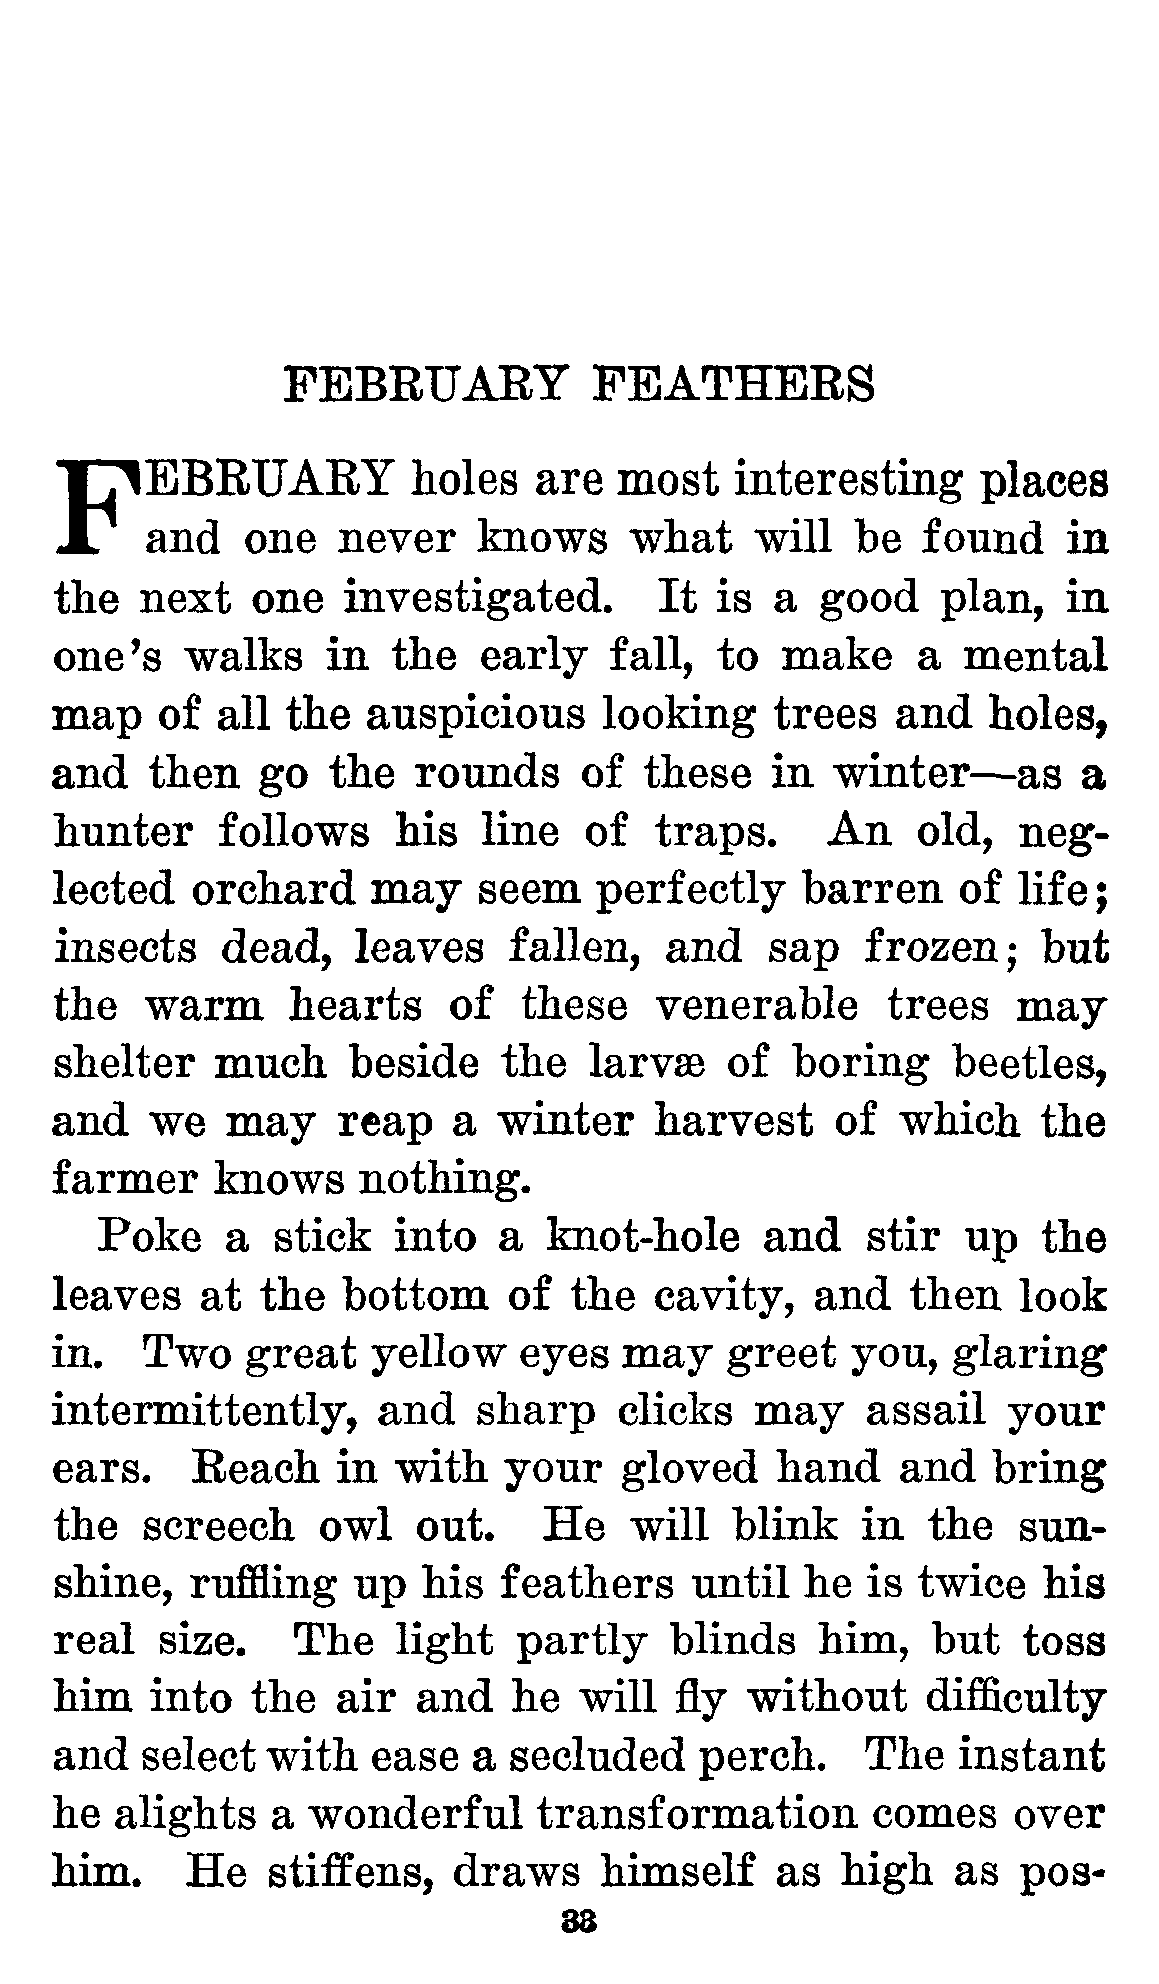 FEBRUARY FEATHERS
FEBRUARY holes are most interesting places
and one never knows what will be found in
the next one investigated. It is a good plan, in
one's walks in the early fall, to make a mental
map of all the auspicious looking trees and holes,
and then go the rounds of these in winter—as a
hunter follows his line of traps. An old, neg-
lected orchard may seem perfectly barren of life;
insects dead, leaves fallen, and sap frozen; but
the warm hearts of these venerable trees may
shelter much beside the larvæ of boring beetles,
and we may reap a winter harvest of which the
farmer knows nothing.
Poke a stick into a knot-hole and stir up the
leaves at the bottom of the cavity, and then look
in. Two great yellow eyes may greet you, glaring
intermittently, and sharp clicks may assail your
ears. Reach in with your gloved hand and bring
the screech owl out. He will blink in the sun-
shine, ruffling up his feathers until he is twice his
real size. The light partly blinds him, but toss
him into the air and he will fly without difficulty
and select with ease a secluded perch. The instant
he alights a wonderful transformation comes over
him. He stiffens, draws himself as high as pos-
33